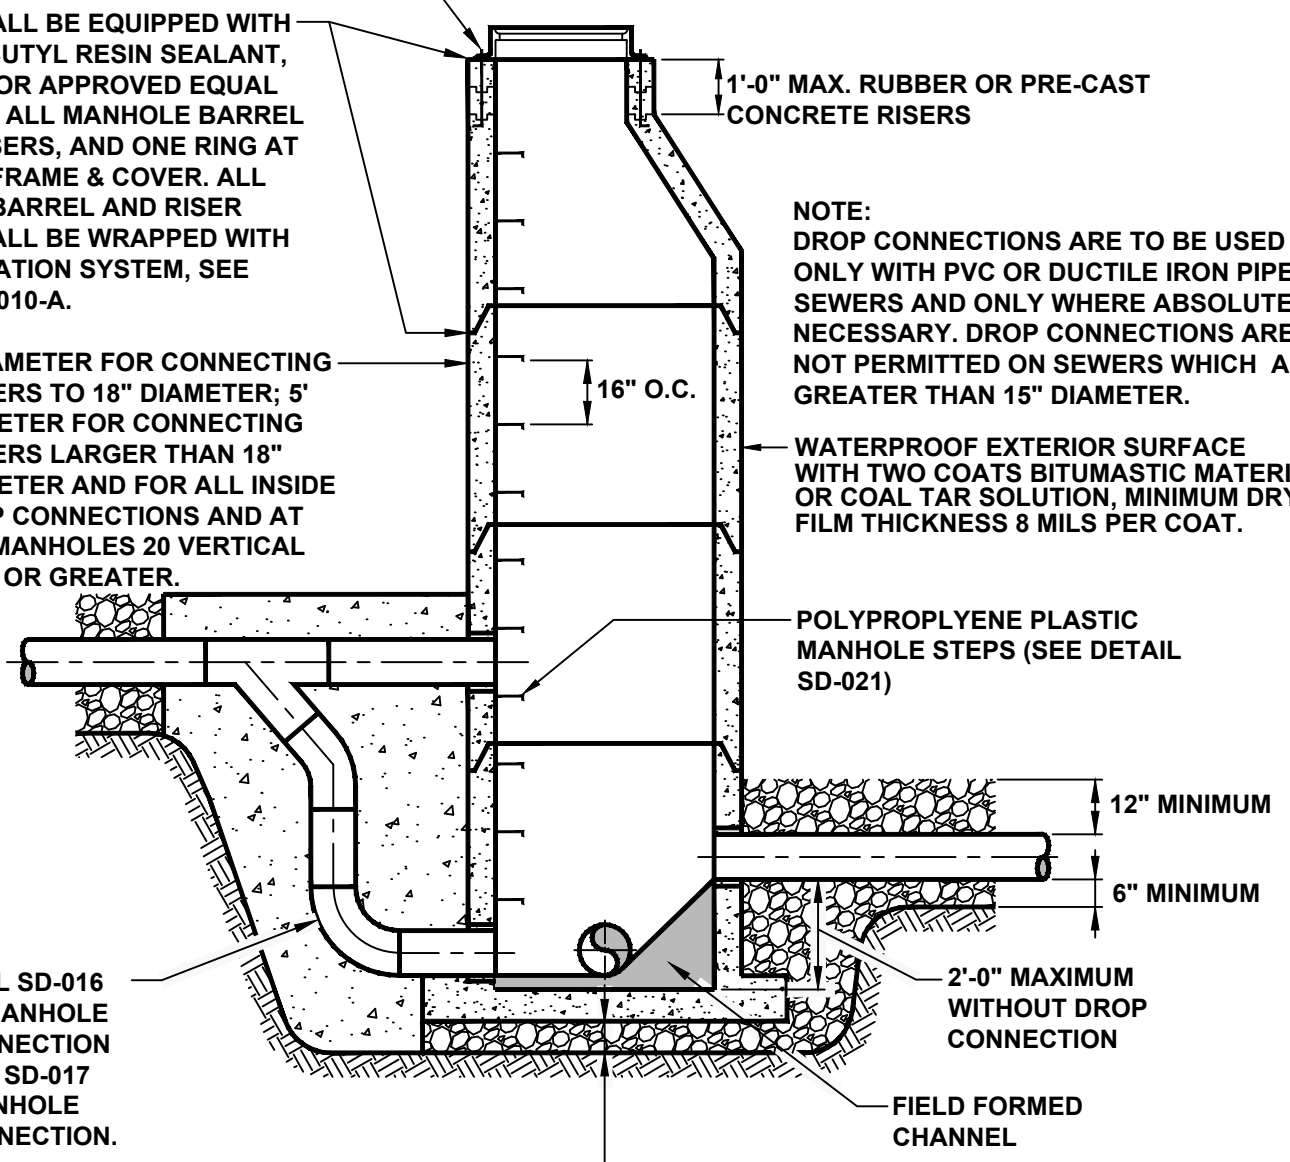 ALL BE EQUIPPED WITH
BUTYL RESIN SEALANT,
OR APPROVED EQUAL
ALL MANHOLE BARREL
SERS, AND ONE RING AT
FRAME & COVER. ALL
BARREL AND RISER
ALL BE WRAPPED WITH
ATION SYSTEM, SEE
010-A.
AMETER FOR CONNECTING
ERS TO 18" DIAMETER; 5'
ETER FOR CONNECTING
ERS LARGER THAN 18"
ETER AND FOR ALL INSIDE
P CONNECTIONS AND AT
MANHOLES 20 VERTICAL
OR GREATER.
L SD-016
MANHOLE
NNECTION
SD-017
NHOLE
NNECTION.
16" O.C.
1'-0" MAX. RUBBER OR PRE-CAST
CONCRETE RISERS
NOTE:
DROP CONNECTIONS ARE TO BE USED
ONLY WITH PVC OR DUCTILE IRON PIPE
SEWERS AND ONLY WHERE ABSOLUTE
NECESSARY. DROP CONNECTIONS ARE
NOT PERMITTED ON SEWERS WHICH A
GREATER THAN 15" DIAMETER.
WATERPROOF EXTERIOR SURFACE
WITH TWO COATS BITUMASTIC MATERI
OR COAL TAR SOLUTION, MINIMUM DRY
FILM THICKNESS 8 MILS PER COAT.
POLYPROPLYENE PLASTIC
MANHOLE STEPS (SEE DETAIL
SD-021)
12" MINIMUM
6" MINIMUM
2'-0" MAXIMUM
WITHOUT DROP
CONNECTION
FIELD FORMED
CHANNEL